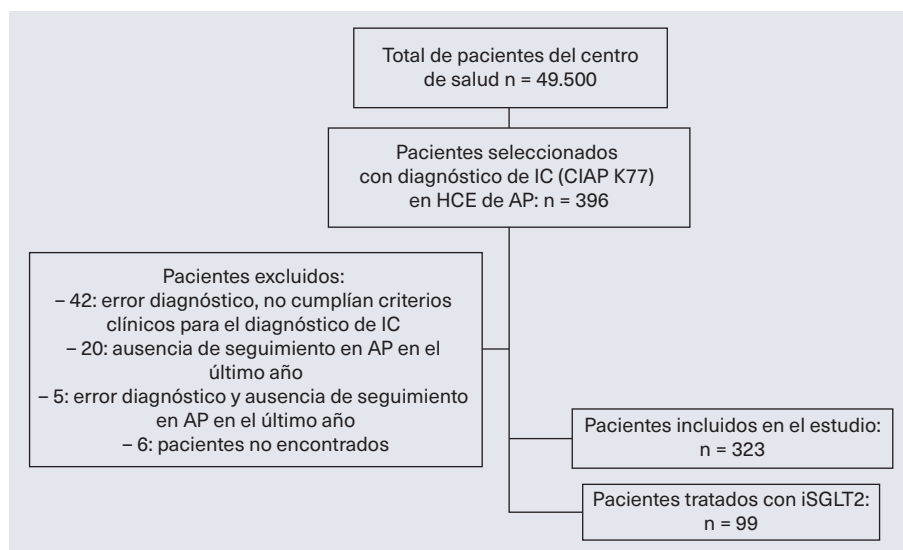 Total de pacientes del centro
de salud n = 49.500
Pacientes seleccionados
con diagnóstico de IC (CIAP K77)
en HCE de AP: n = 396
Pacientes excluidos:
– 42: error diagnóstico, no cumplían criterios
clínicos para el diagnóstico de IC
– 20: ausencia de seguimiento en AP en el
último año
– 5: error diagnóstico y ausencia de seguimiento
en AP en el último año
– 6: pacientes no encontrados
Pacientes incluidos en el estudio:
n = 323
Pacientes tratados con iSGLT2:
n = 99